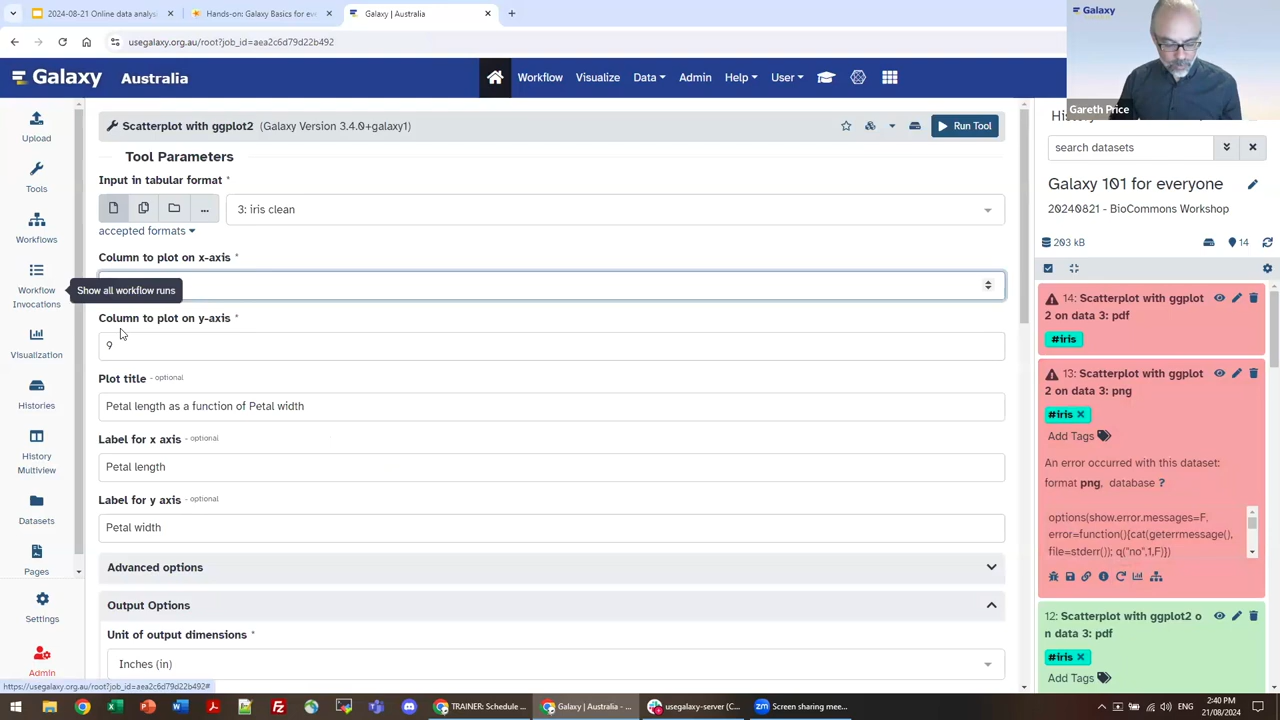 2024-08-21 Online data analysi
Hands-on: Galaxy Basics for ev
Galaxy | Australia
usegalaxy.org.au/root?job_id=aea2c6d79d22b492
Galaxy
Galaxy Australia
Workflow Visualize Data Admin Help User
Gareth Price
Upload
Tools
Workflows
Workflow
Invocations
Show all workflow runs
Visualization
Histories
History
Multiview
Datasets
Pages
Settings
Admin
Scatterplot with ggplot2 (Galaxy Version 3.4.0+galaxy1)
Run Tool
Tool Parameters
Input in tabular format *
...
3: iris clean
accepted formats
Column to plot on x-axis *
Column to plot on y-axis *
9
Plot title - optional
Petal length as a function of Petal width
Label for x axis - optional
Petal length
Label for y axis - optional
Petal width
Advanced options
Output Options
Unit of output dimensions *
Inches (in)
search datasets
Galaxy 101 for everyone
20240821 - BioCommons Workshop
203 kB
14
14: Scatterplot with ggplot
2 on data 3: pdf
#iris
13: Scatterplot with ggplot
2 on data 3: png
#iris
Add Tags
An error occurred with this dataset:
format png, database ?
options(show.error.messages=F,
error=function(){cat(geterrmessage(),
file=stderr()); q("no",1,F)})
12: Scatterplot with ggplot2 o
n data 3: pdf
#iris
Add Tags
https://usegalaxy.org.au/root?job_id=aea2c6d79d22b492#
TRAINER: Schedule ...
Galaxy | Australia - ...
usegalaxy-server (C...
Screen sharing mee...
2:40 PM
21/08/2024